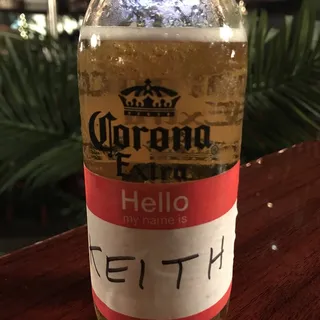 Corona
Extra
Hello
my name is
KEITH